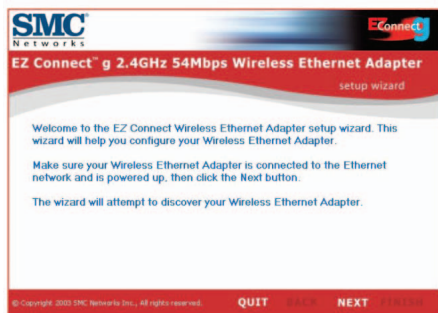 SMC®
Networks
EZ Connect g
EZ Connect™ g 2.4GHz 54Mbps Wireless Ethernet Adapter
setup wizard
Welcome to the EZ Connect Wireless Ethernet Adapter setup wizard. This
wizard will help you configure your Wireless Ethernet Adapter.
Make sure your Wireless Ethernet Adapter is connected to the Ethernet
network and is powered up, then click the Next button.
The wizard will attempt to discover your Wireless Ethernet Adapter.
© Copyright 2003 SMC Networks Inc., All rights reserved.
QUIT BACK NEXT FINISH